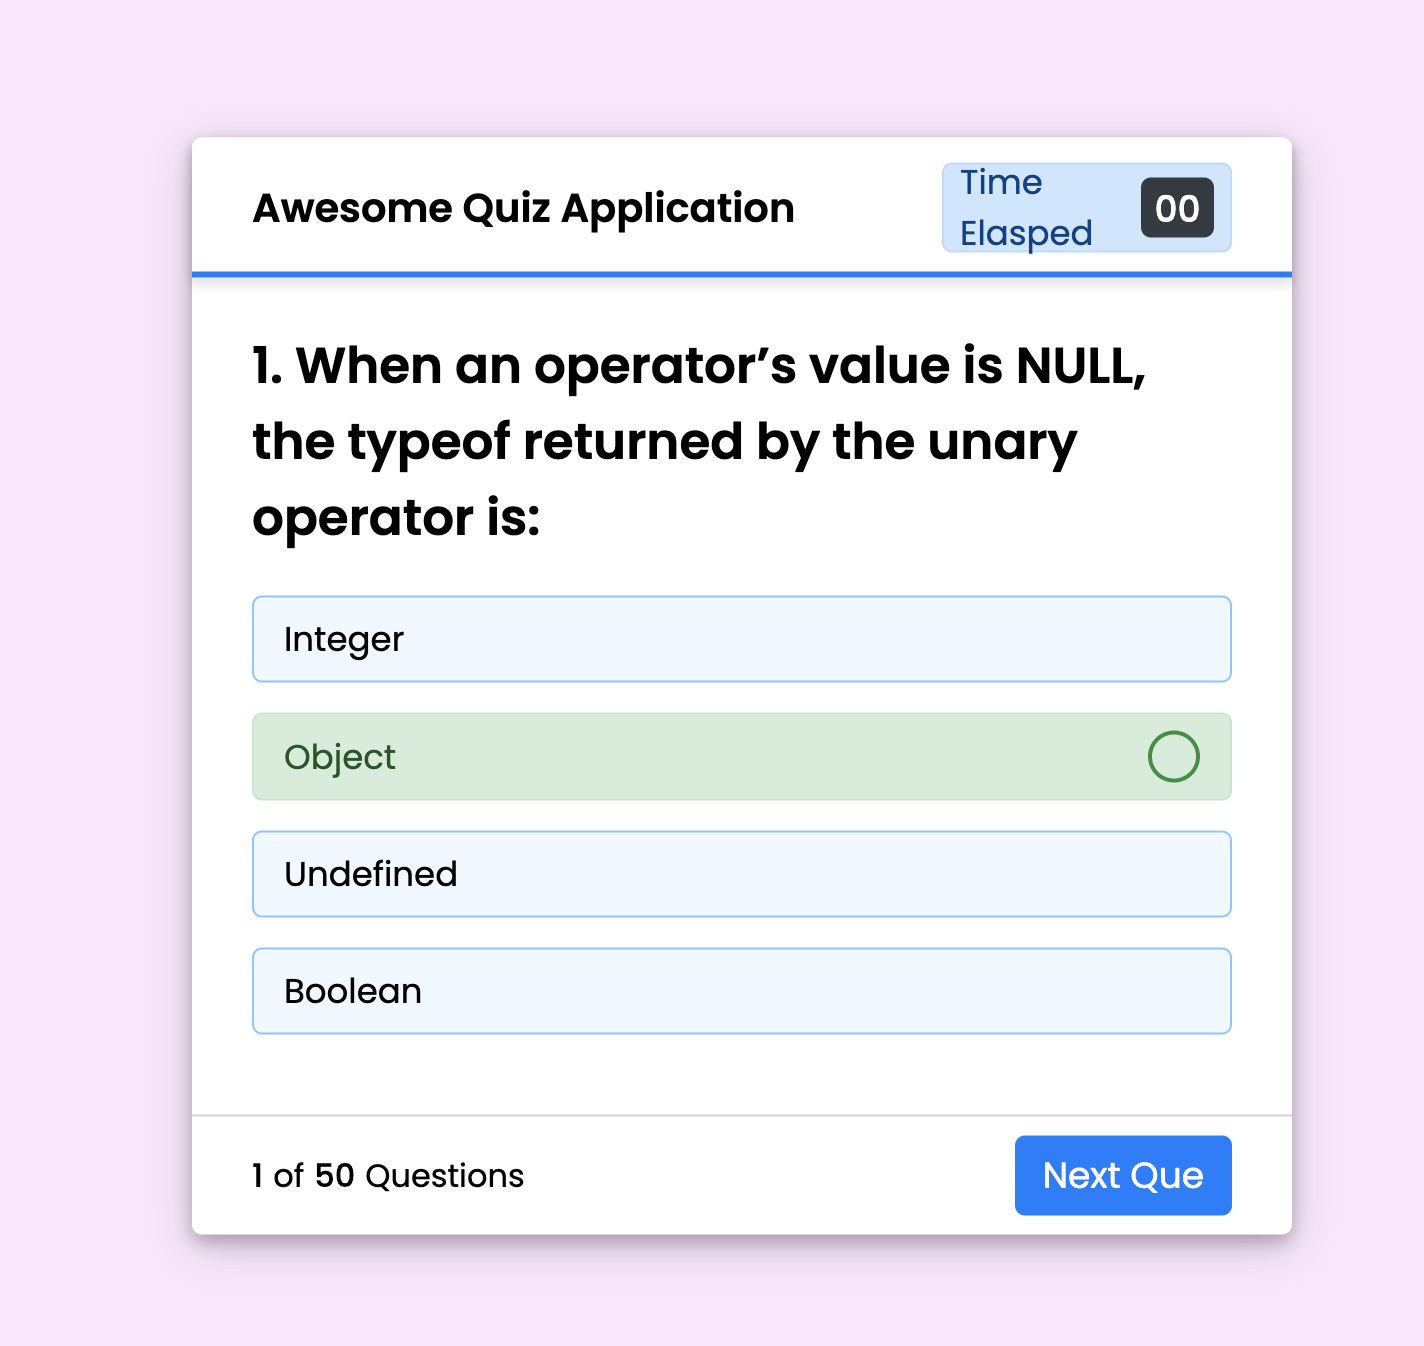 Awesome Quiz Application
Time
Elasped
00
1. When an operator’s value is NULL,
the typeof returned by the unary
operator is:
Integer
Object
Undefined
Boolean
1 of 50 Questions
Next Que